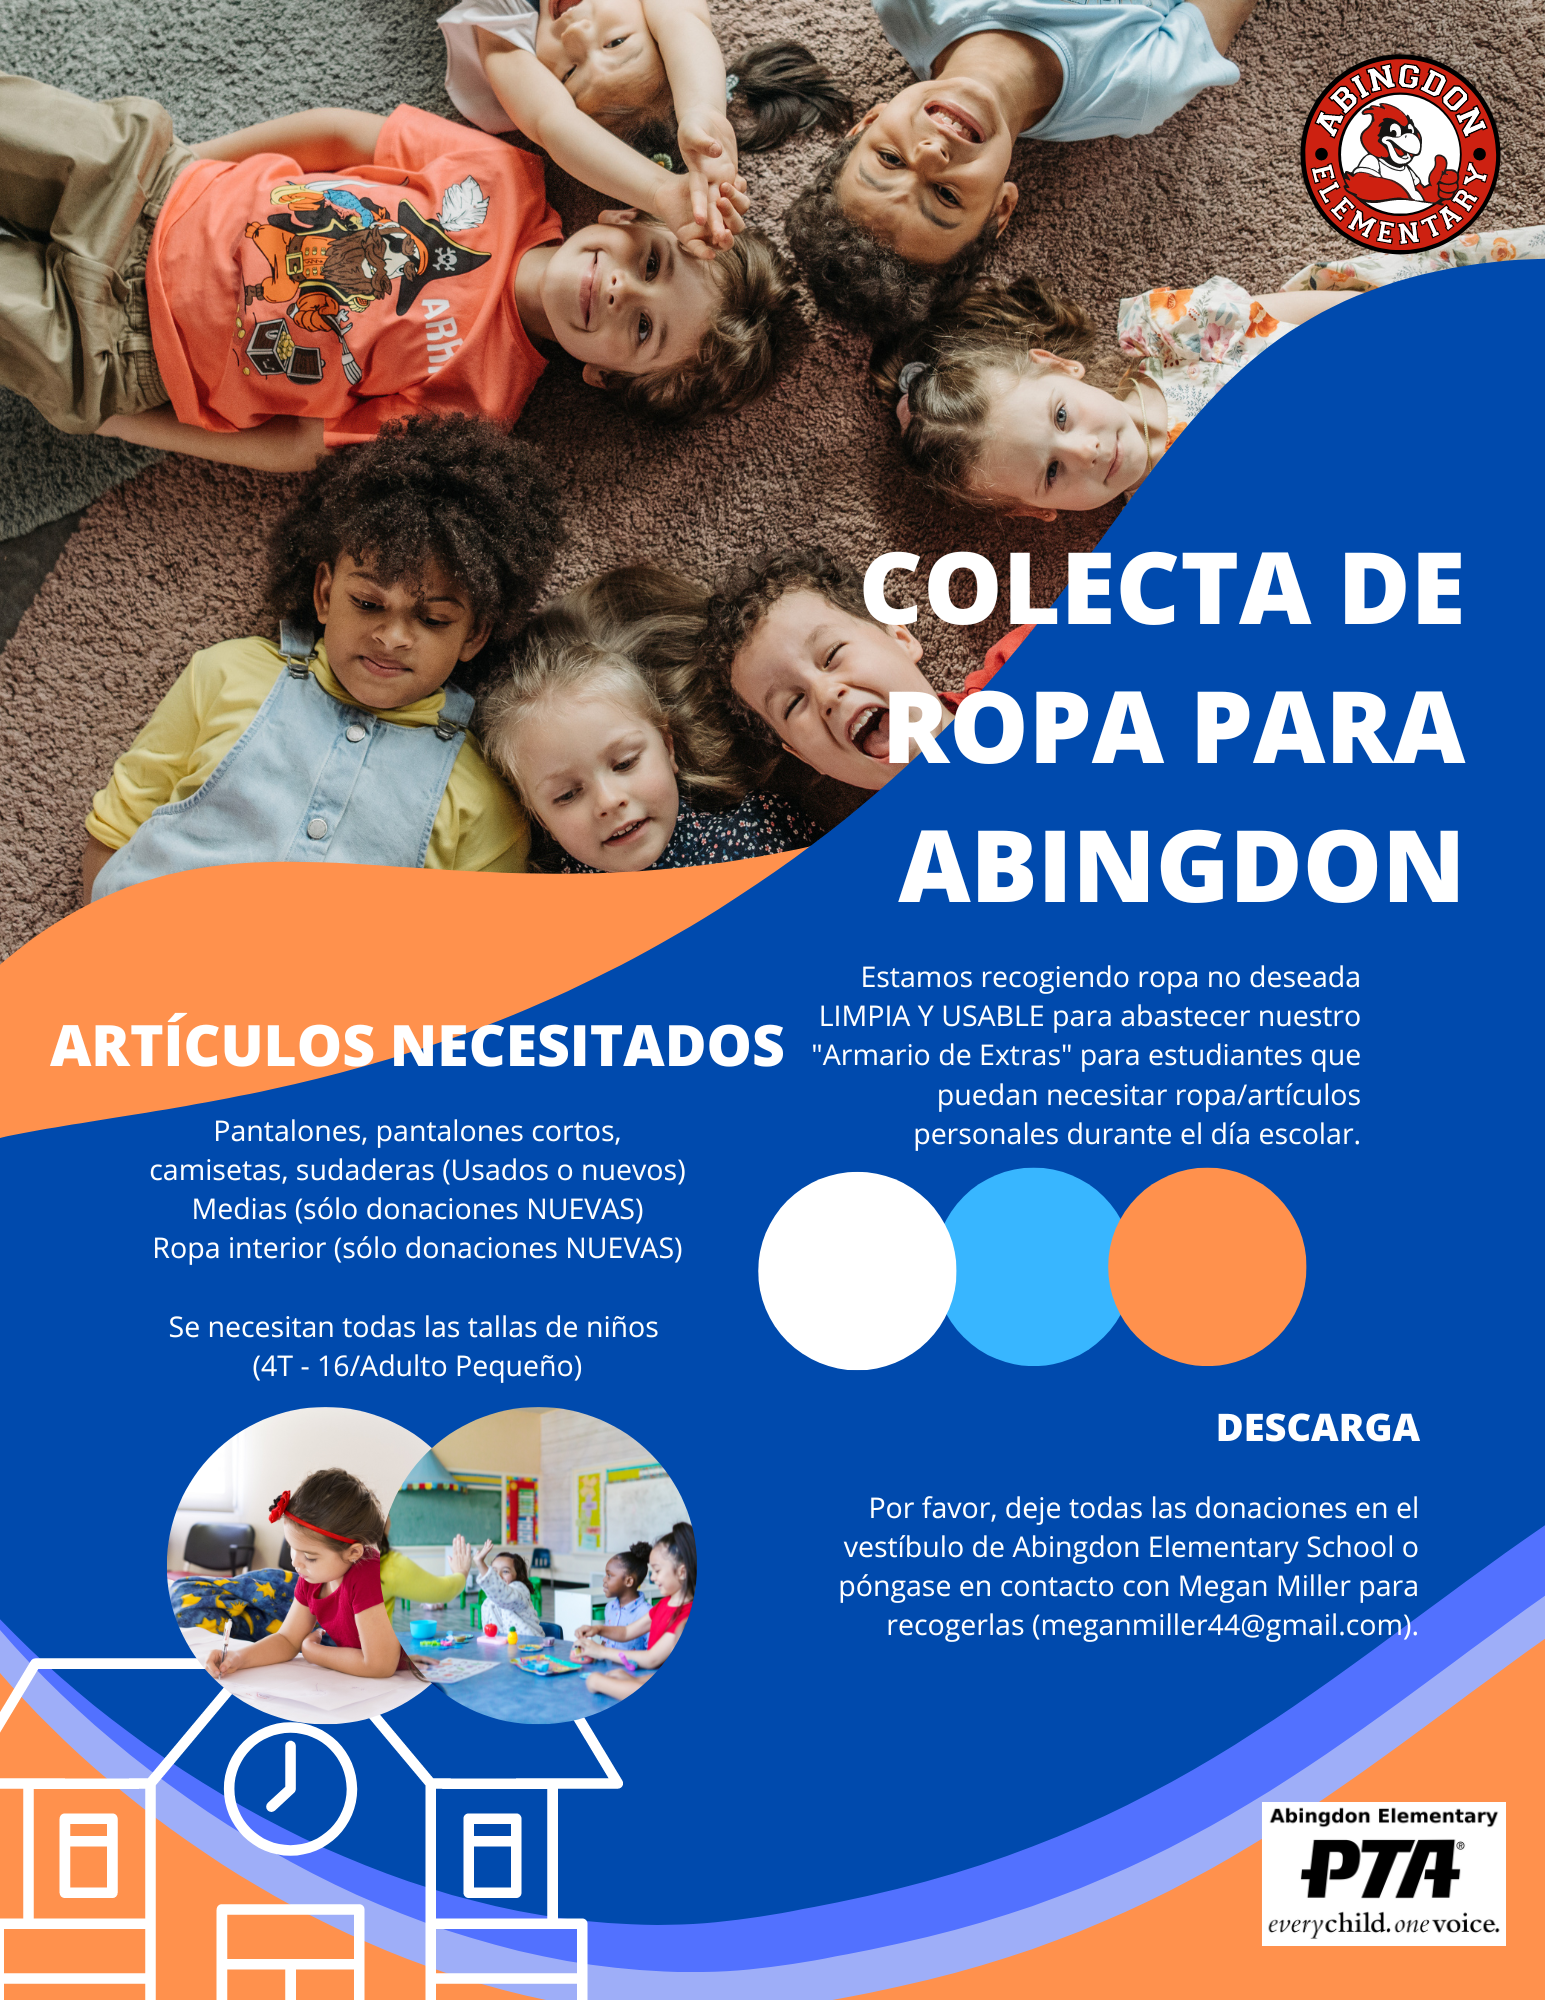 ABINGDON
ELEMENTARY
ARR
COLECTA DE
ROPA PARA
ABINGDON
Estamos recogiendo ropa no deseada
LIMPIA Y USABLE para abastecer nuestro
"Armario de Extras" para estudiantes que
puedan necesitar ropa/artículos
personales durante el día escolar.
ARTÍCULOS NECESITADOS
Pantalones, pantalones cortos,
camisetas, sudaderas (Usados o nuevos)
Medias (sólo donaciones NUEVAS)
Ropa interior (sólo donaciones NUEVAS)
Se necesitan todas las tallas de niños
(4T - 16/Adulto Pequeño)
DESCARGA
Por favor, deje todas las donaciones en el
vestíbulo de Abingdon Elementary School o
póngase en contacto con Megan Miller para
recogerlas (meganmiller44@gmail.com).
Abingdon Elementary
PTA®
everychild.onevoice.